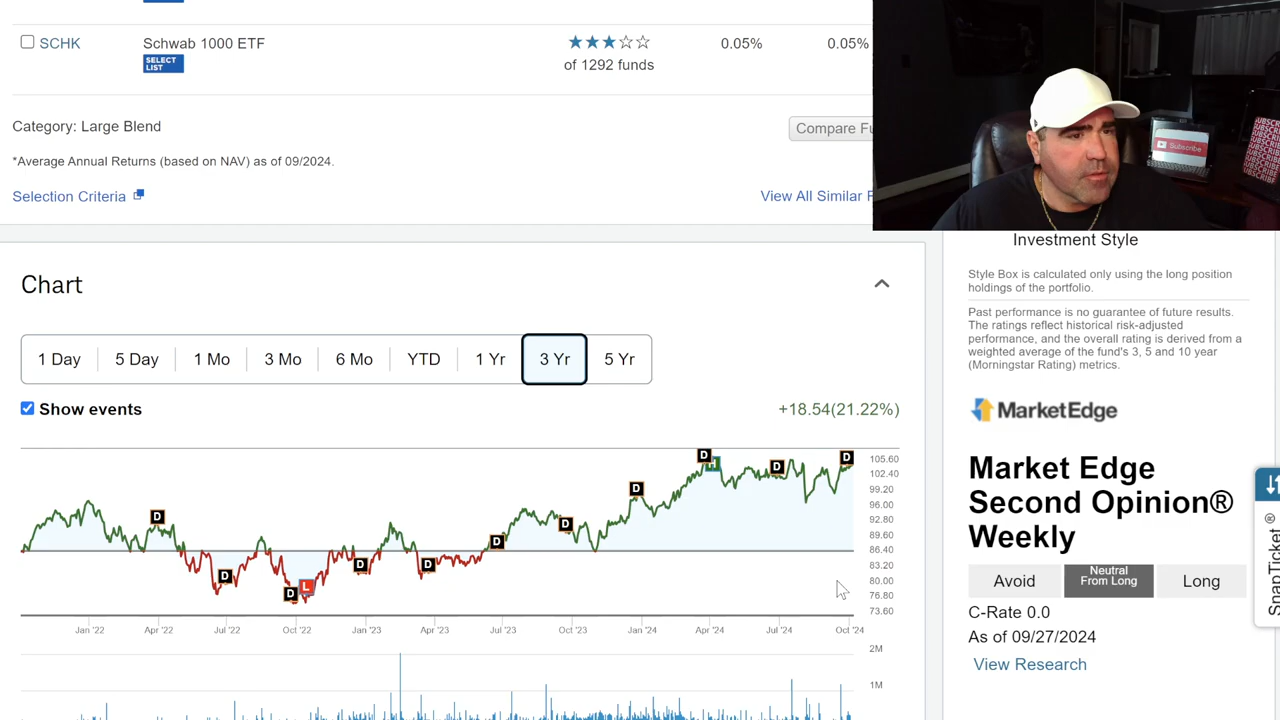 SCHK
Schwab 1000 ETF
0.05%
0.05%
SELECT LIST
of 1292 funds
Category: Large Blend
Compare Fu
*Average Annual Returns (based on NAV) as of 09/2024.
Selection Criteria
View All Similar F
Subscribe
SUBSCRIBE
SUBSCRIBE
SUBSCRIBE
SUBSCRIBE
Investment Style
Style Box is calculated only using the long position
holdings of the portfolio.
Past performance is no guarantee of future results.
The ratings reflect historical risk-adjusted
performance, and the overall rating is derived from a
weighted average of the fund's 3, 5 and 10 year
(Morningstar Rating) metrics.
MarketEdge
Market Edge
Second Opinion®
Weekly
Avoid
Neutral
From Long
Long
C-Rate 0.0
As of 09/27/2024
View Research
SnapTicket®
Chart
1 Day 5 Day 1 Mo 3 Mo 6 Mo YTD 1 Yr 3 Yr 5 Yr
Show events
+18.54(21.22%)
D D D L D D D D D D D D
105.60
102.40
99.20
96.00
92.80
89.60
86.40
83.20
80.00
76.80
73.60
Jan '22 Apr '22 Jul '22 Oct '22 Jan '23 Apr '23 Jul '23 Oct '23 Jan '24 Apr '24 Jul '24 Oct '24
2M
1M